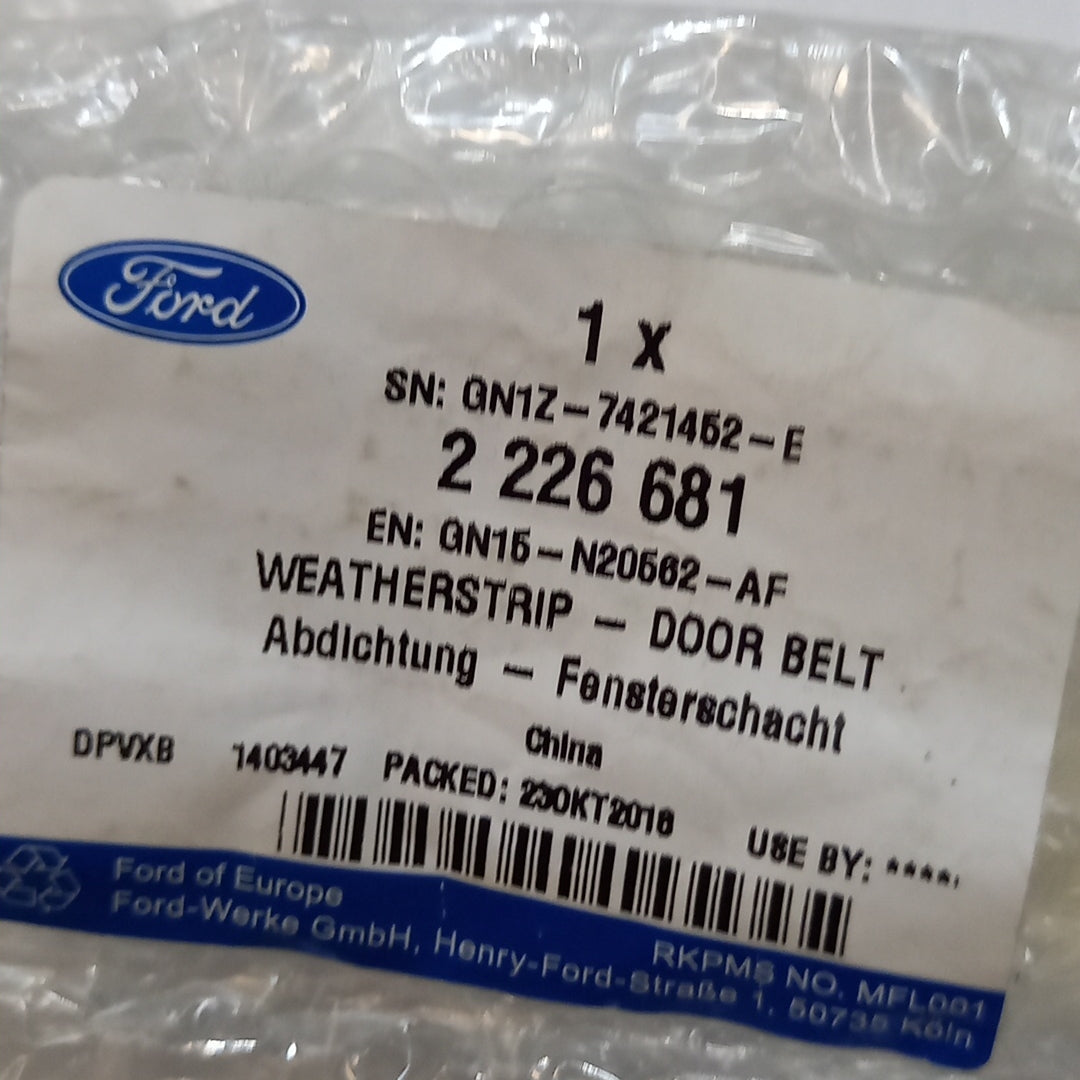 Ford
1 x
SN: GN1Z-7421452-E
2 226 681
EN: GN15-N20562-AF
WEATHERSTRIP - DOOR BELT
Abdichtung - Fensterschacht
China
DPVXB 1403447 PACKED: 23OKT2018 USE BY: ****
Ford of Europe
Ford-Werke GmbH, Henry-Ford-Straße 1, 50735 Köln
RKPMS NO. MFL001